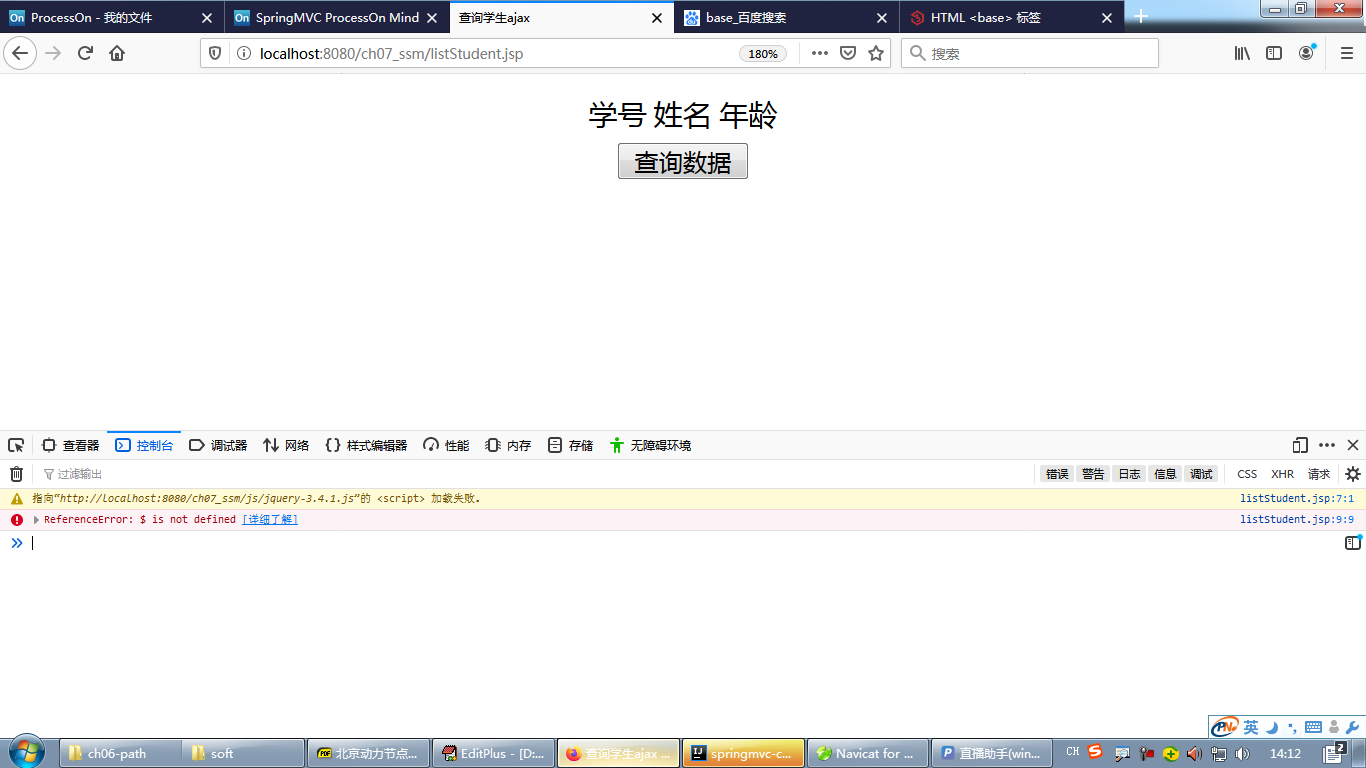 ProcessOn - 我的文件 SpringMVC ProcessOn Mind 查询学生ajax base_百度搜索 HTML <base> 标签
localhost:8080/ch07_ssm/listStudent.jsp 180% 搜索
学号 姓名 年龄
查询数据
查看器 控制台 调试器 网络 样式编辑器 性能 内存 存储 无障碍环境
过滤输出 错误 警告 日志 信息 调试 CSS XHR 请求
指向“http://localhost:8080/ch07_ssm/js/jquery-3.4.1.js”的 <script> 加载失败。 listStudent.jsp:7:1
ReferenceError: $ is not defined [详细了解] listStudent.jsp:9:9
英
ch06-path soft 北京动力节点... EditPlus - [D:... 查询学生ajax ... springmvc-c... Navicat for ... 直播助手(win... CH 14:12 2